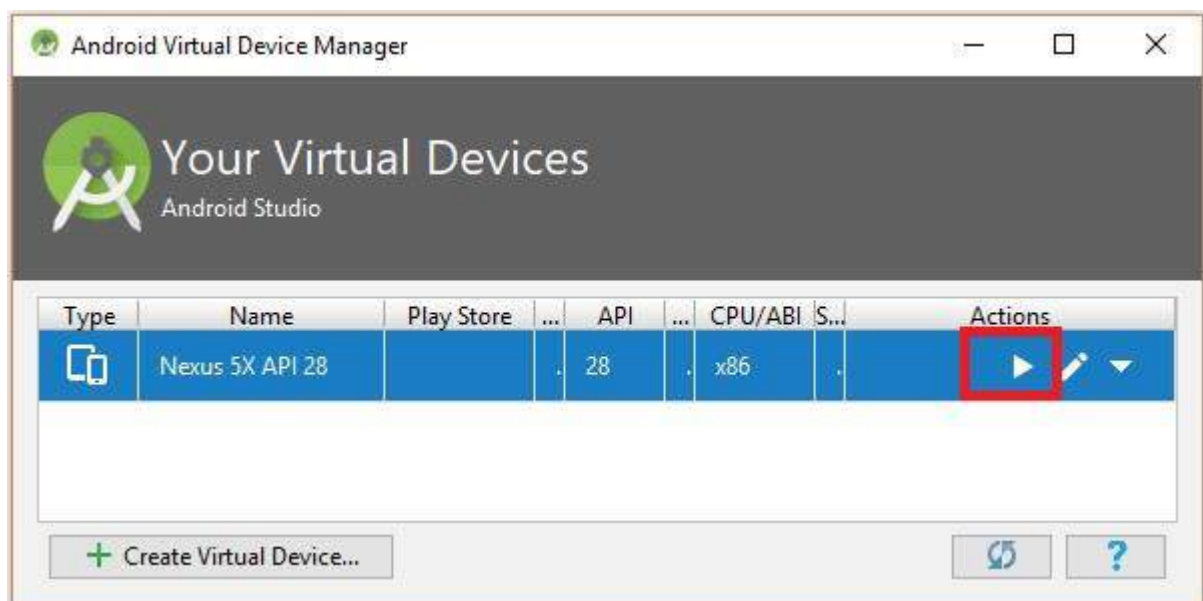 Android Virtual Device Manager
Your Virtual Devices
Android Studio
Type Name Play Store ... API ... CPU/ABI S... Actions
Nexus 5X API 28 . 28 . x86 .
+ Create Virtual Device... ?